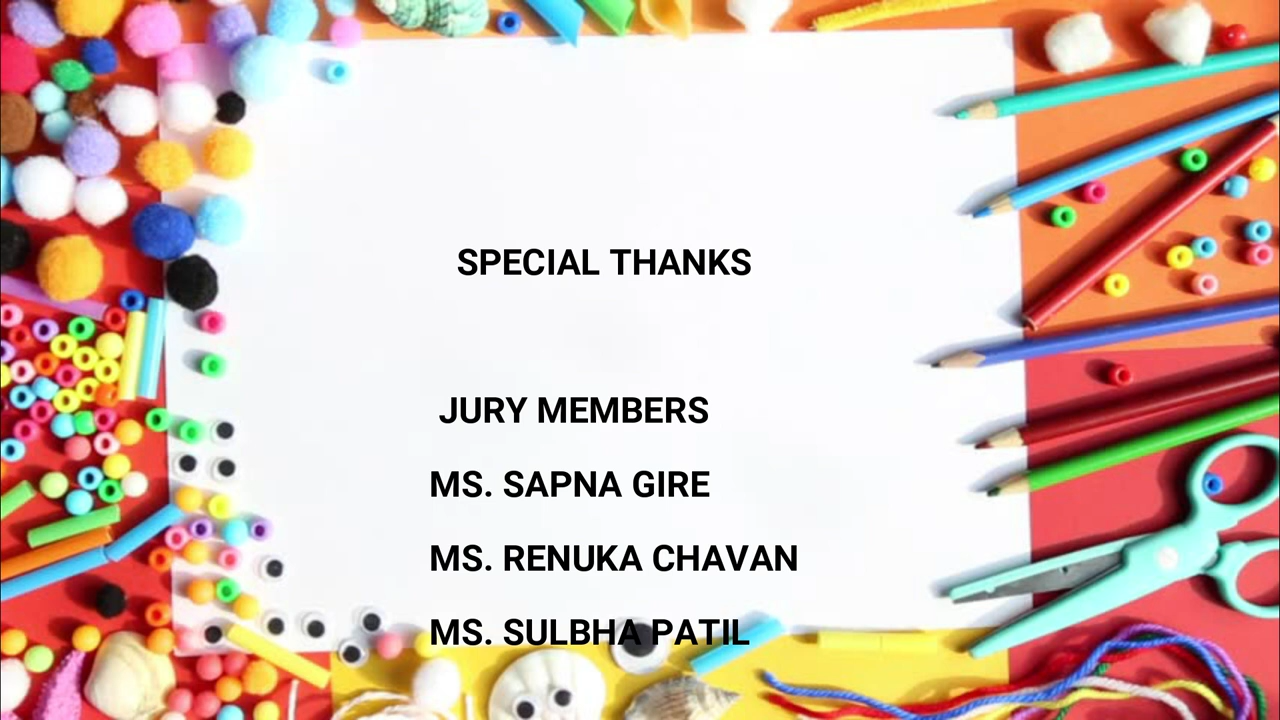 SPECIAL THANKS
JURY MEMBERS
MS. SAPNA GIRE
MS. RENUKA CHAVAN
MS. SULBHA PATIL